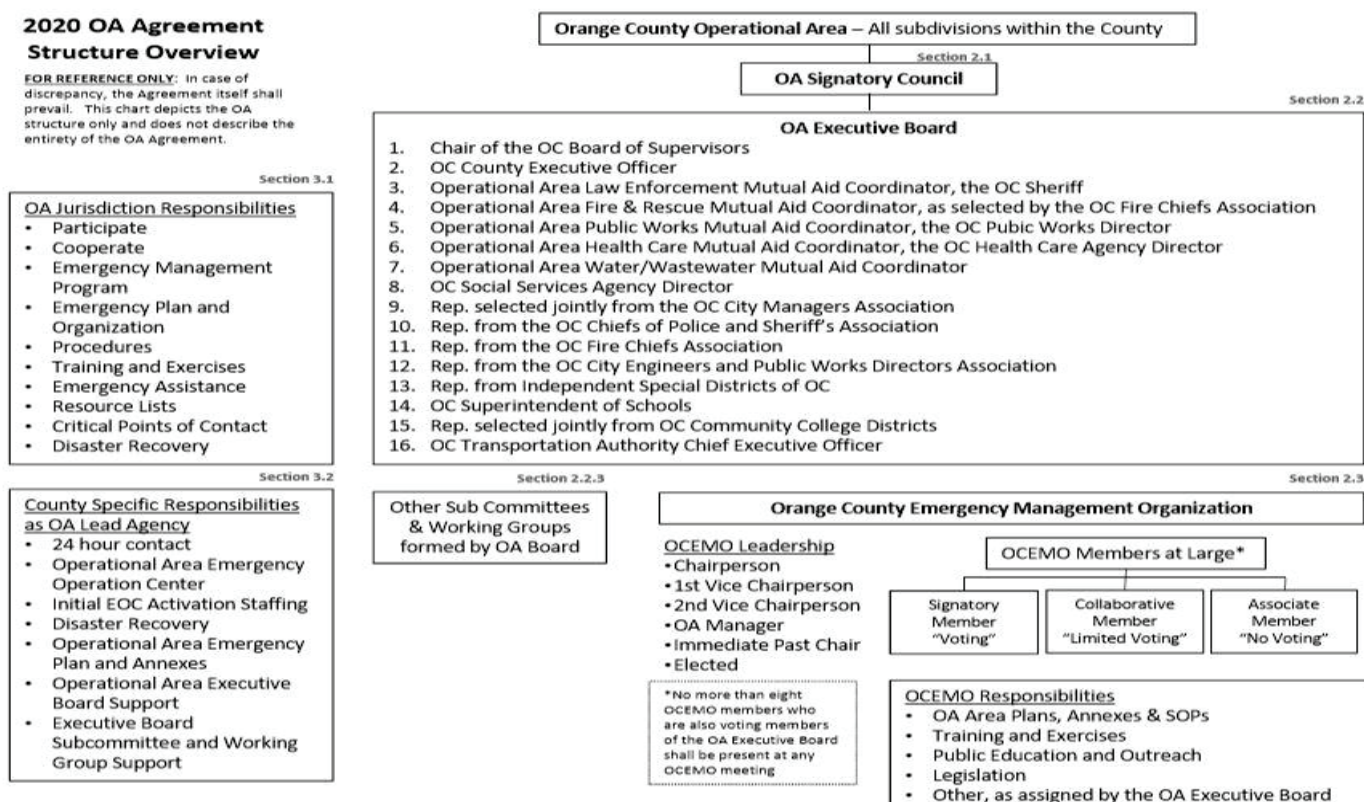 2020 OA Agreement
Structure Overview
FOR REFERENCE ONLY: In case of
discrepancy, the Agreement itself shall
prevail. This chart depicts the OA
structure only and does not describe the
entirety of the OA Agreement.
Orange County Operational Area – All subdivisions within the County
Section 2.1
OA Signatory Council
Section 2.2
OA Executive Board
1. Chair of the OC Board of Supervisors
2. OC County Executive Officer
3. Operational Area Law Enforcement Mutual Aid Coordinator, the OC Sheriff
4. Operational Area Fire & Rescue Mutual Aid Coordinator, as selected by the OC Fire Chiefs Association
5. Operational Area Public Works Mutual Aid Coordinator, the OC Pubic Works Director
6. Operational Area Health Care Mutual Aid Coordinator, the OC Health Care Agency Director
7. Operational Area Water/Wastewater Mutual Aid Coordinator
8. OC Social Services Agency Director
9. Rep. selected jointly from the OC City Managers Association
10. Rep. from the OC Chiefs of Police and Sheriff's Association
11. Rep. from the OC Fire Chiefs Association
12. Rep. from the OC City Engineers and Public Works Directors Association
13. Rep. from Independent Special Districts of OC
14. OC Superintendent of Schools
15. Rep. selected jointly from OC Community College Districts
16. OC Transportation Authority Chief Executive Officer
Section 3.1
OA Jurisdiction Responsibilities
• Participate
• Cooperate
• Emergency Management
Program
• Emergency Plan and
Organization
• Procedures
• Training and Exercises
• Emergency Assistance
• Resource Lists
• Critical Points of Contact
• Disaster Recovery
Section 3.2
County Specific Responsibilities
as OA Lead Agency
• 24 hour contact
• Operational Area Emergency
Operation Center
• Initial EOC Activation Staffing
• Disaster Recovery
• Operational Area Emergency
Plan and Annexes
• Operational Area Executive
Board Support
• Executive Board
Subcommittee and Working
Group Support
Section 2.2.3
Other Sub Committees
& Working Groups
formed by OA Board
Section 2.3
Orange County Emergency Management Organization
OCEMO Leadership
• Chairperson
• 1st Vice Chairperson
• 2nd Vice Chairperson
• OA Manager
• Immediate Past Chair
• Elected
*No more than eight
OCEMO members who
are also voting members
of the OA Executive Board
shall be present at any
OCEMO meeting
OCEMO Members at Large*
Signatory
Member
"Voting"
Collaborative
Member
"Limited Voting"
Associate
Member
"No Voting"
OCEMO Responsibilities
• OA Area Plans, Annexes & SOPs
• Training and Exercises
• Public Education and Outreach
• Legislation
• Other, as assigned by the OA Executive Board